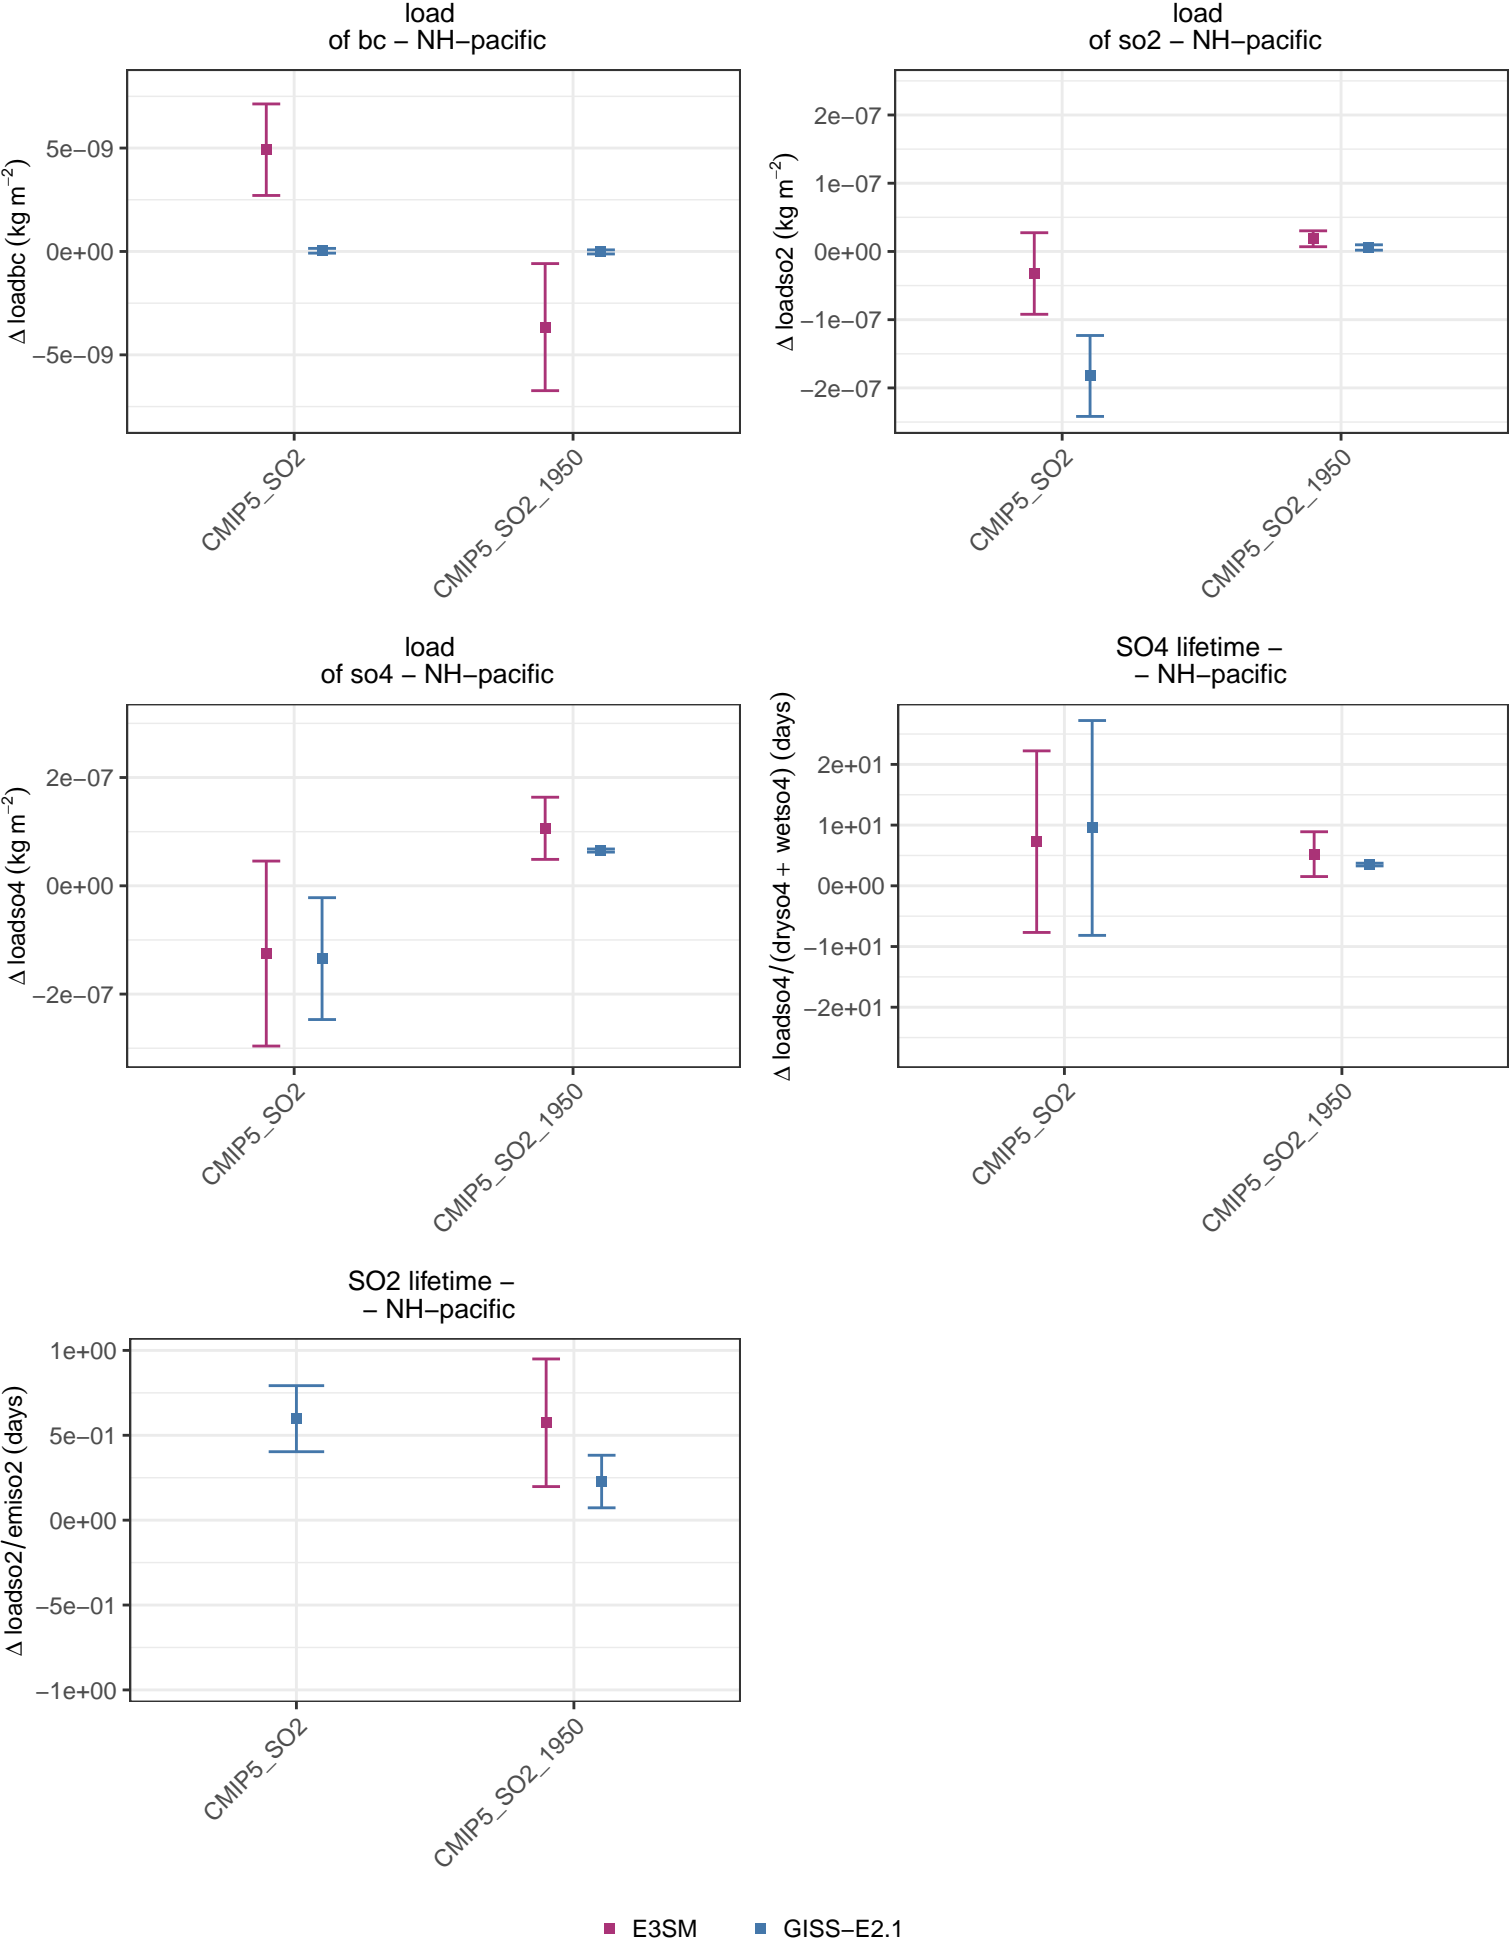 load
of bc − NH−pacific
Δ loadbc (kg m−2)
5e−09
0e+00
−5e−09
CMIP5_SO2
CMIP5_SO2_1950
load
of so2 − NH−pacific
Δ loadso2 (kg m−2)
2e−07
1e−07
0e+00
−1e−07
−2e−07
CMIP5_SO2
CMIP5_SO2_1950
load
of so4 − NH−pacific
Δ loadso4 (kg m−2)
2e−07
0e+00
−2e−07
CMIP5_SO2
CMIP5_SO2_1950
SO4 lifetime −
− NH−pacific
Δ loadso4/(dryso4 + wetso4) (days)
2e+01
1e+01
0e+00
−1e+01
−2e+01
CMIP5_SO2
CMIP5_SO2_1950
SO2 lifetime −
− NH−pacific
Δ loadso2/emiso2 (days)
1e+00
5e−01
0e+00
−5e−01
−1e+00
CMIP5_SO2
CMIP5_SO2_1950
E3SM
GISS−E2.1